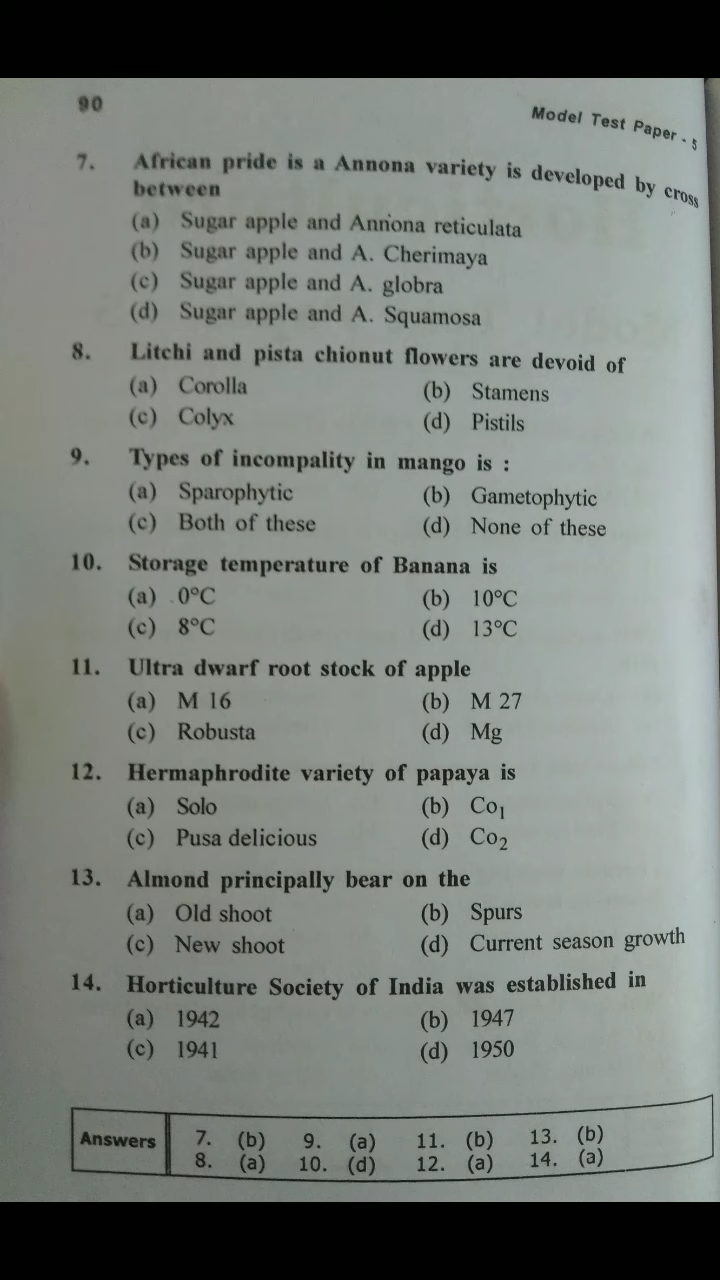 90
Model Test Paper - 5
7. African pride is a Annona variety is developed by cross
between
(a) Sugar apple and Annona reticulata
(b) Sugar apple and A. Cherimaya
(c) Sugar apple and A. globra
(d) Sugar apple and A. Squamosa
8. Litchi and pista chionut flowers are devoid of
(a) Corolla (b) Stamens
(c) Colyx (d) Pistils
9. Types of incompality in mango is :
(a) Sparophytic (b) Gametophytic
(c) Both of these (d) None of these
10. Storage temperature of Banana is
(a) 0°C (b) 10°C
(c) 8°C (d) 13°C
11. Ultra dwarf root stock of apple
(a) M 16 (b) M 27
(c) Robusta (d) Mg
12. Hermaphrodite variety of papaya is
(a) Solo (b) Co₁
(c) Pusa delicious (d) Co₂
13. Almond principally bear on the
(a) Old shoot (b) Spurs
(c) New shoot (d) Current season growth
14. Horticulture Society of India was established in
(a) 1942 (b) 1947
(c) 1941 (d) 1950
Answers
7. (b) 9. (a) 11. (b) 13. (b)
8. (a) 10. (d) 12. (a) 14. (a)